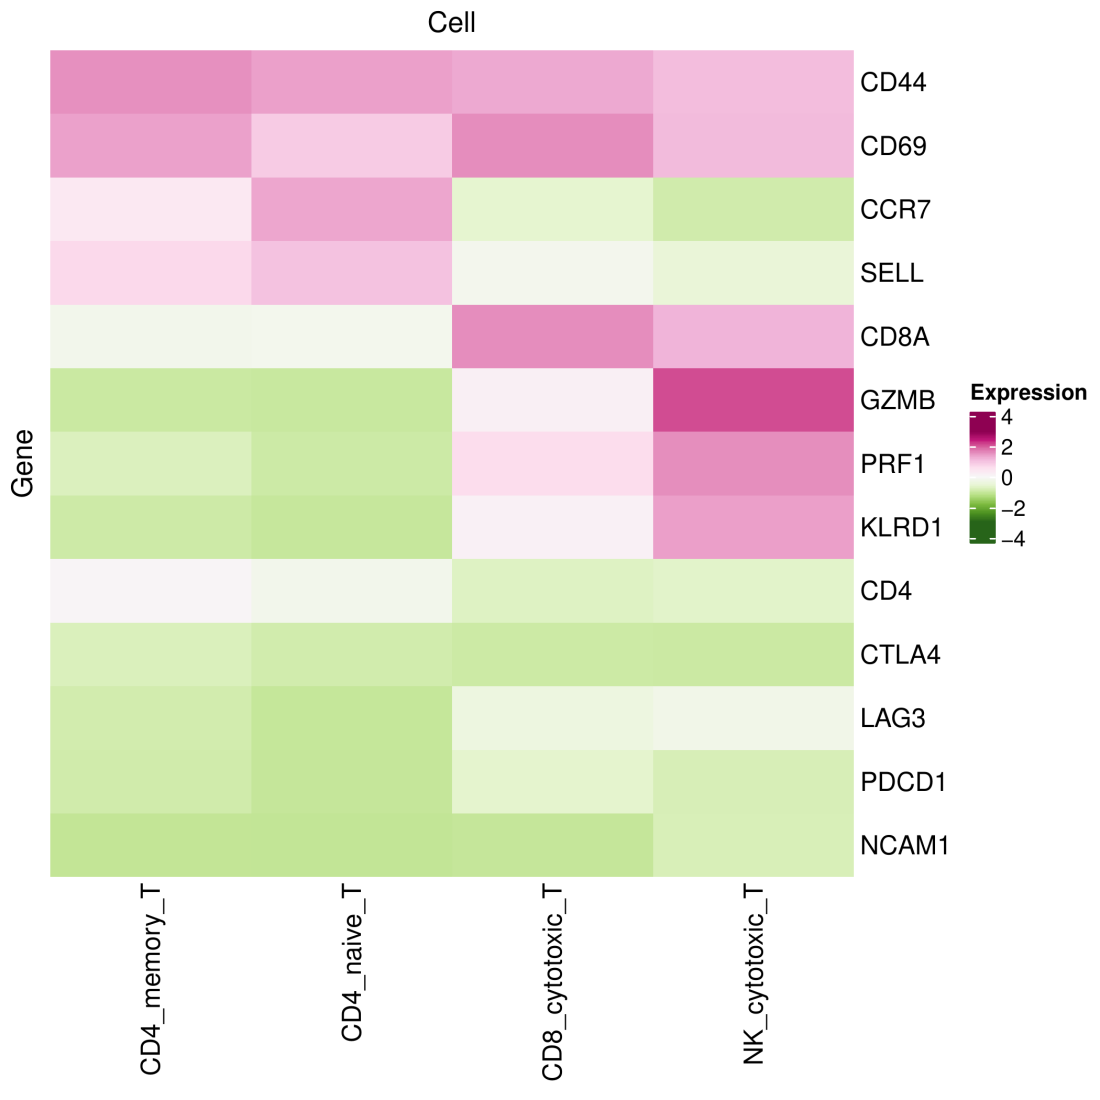 Cell
CD44
CD69
CCR7
SELL
CD8A
GZMB
PRF1
KLRD1
CD4
CTLA4
LAG3
PDCD1
NCAM1
Gene
Expression
4
2
0
−2
−4
CD4_memory_T
CD4_naive_T
CD8_cytotoxic_T
NK_cytotoxic_T